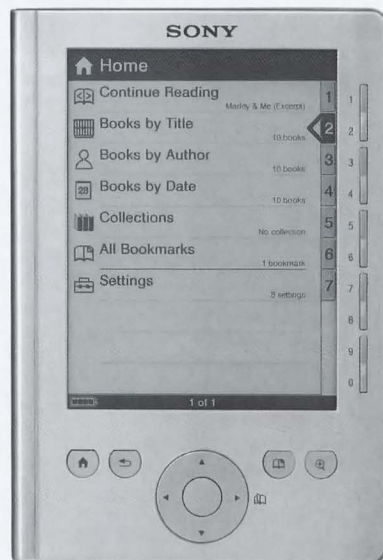 SONY
Home
Continue Reading
Marley & Me (Excerpt)
1
Books by Title
10 books
2
Books by Author
10 books
3
28
Books by Date
10 books
4
Collections
No collection
5
All Bookmarks
1 bookmark
6
Settings
8 settings
7
1 of 1
1
2
3
4
5
6
7
8
9
0